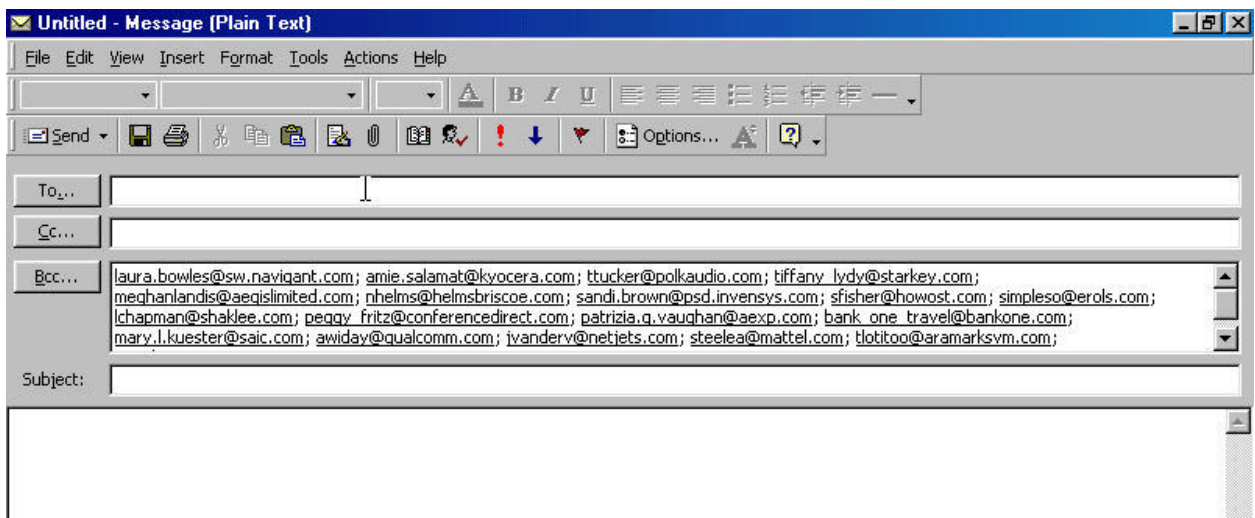 Untitled - Message (Plain Text)
File Edit View Insert Format Tools Actions Help
A B I U
Send Options... A
To...
Cc...
Bcc... laura.bowles@sw.navigant.com; amie.salamat@kyocera.com; ttucker@polkaudio.com; tiffany_lydy@starkey.com;
meghanlandis@aegislimited.com; nhelms@helmsbriscoe.com; sandi.brown@psd.invensys.com; sfisher@howost.com; simpleso@erols.com;
lchapman@shaklee.com; peggy_fritz@conferencedirect.com; patrizia.g.vaughan@aexp.com; bank_one_travel@bankone.com;
mary.l.kuester@saic.com; awiday@qualcomm.com; jvanderv@netjets.com; steelea@mattel.com; tlotitoo@aramarksvm.com;
Subject: